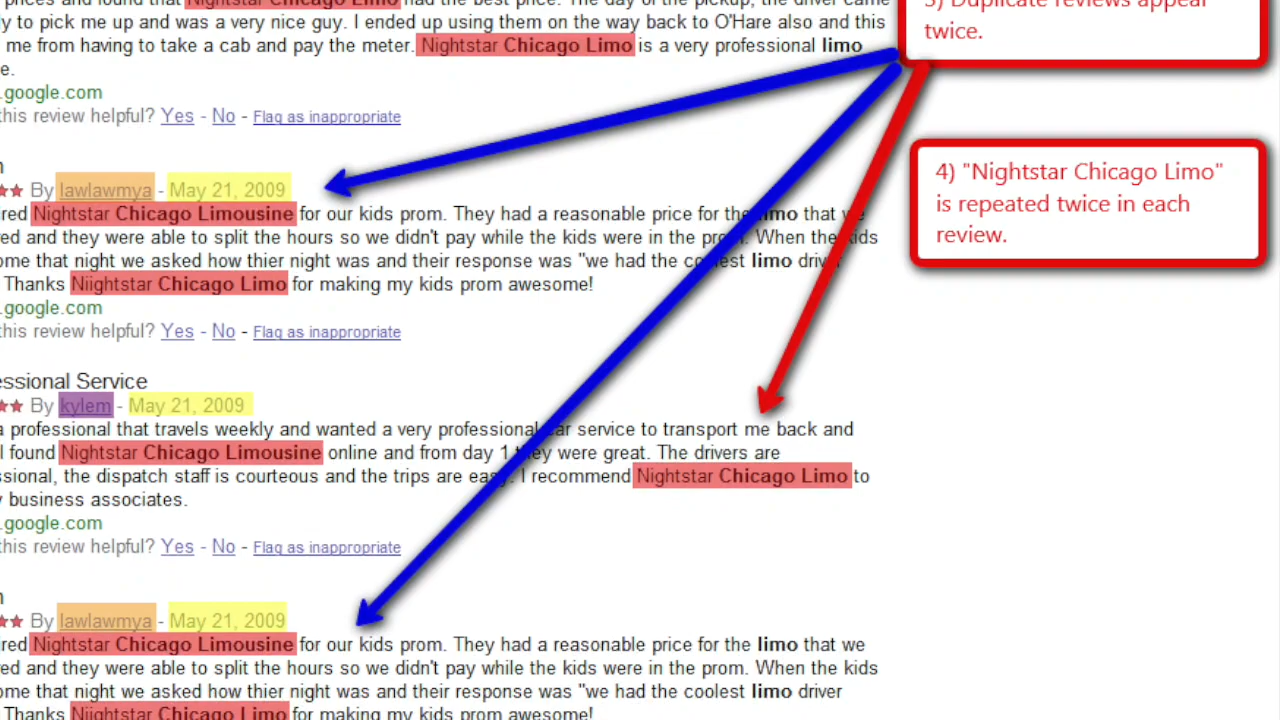 prices and found that Nightstar Chicago Limo had the best price. The day of the pickup, the driver came
ly to pick me up and was a very nice guy. I ended up using them on the way back to O'Hare also and this
me from having to take a cab and pay the meter. Nightstar Chicago Limo is a very professional limo
e.
.google.com
this review helpful? Yes - No - Flag as inappropriate
3) Duplicate reviews appear
twice.
4) "Nightstar Chicago Limo"
is repeated twice in each
review.
By lawlawmya - May 21, 2009
ired Nightstar Chicago Limousine for our kids prom. They had a reasonable price for the limo that we
ed and they were able to split the hours so we didn't pay while the kids were in the prom. When the kids
ome that night we asked how thier night was and their response was "we had the coolest limo driver
Thanks Niightstar Chicago Limo for making my kids prom awesome!
.google.com
this review helpful? Yes - No - Flag as inappropriate
essional Service
By kylem - May 21, 2009
a professional that travels weekly and wanted a very professional car service to transport me back and
I found Nightstar Chicago Limousine online and from day 1 they were great. The drivers are
ssional, the dispatch staff is courteous and the trips are easy. I recommend Nightstar Chicago Limo to
y business associates.
.google.com
this review helpful? Yes - No - Flag as inappropriate
By lawlawmya - May 21, 2009
ired Nightstar Chicago Limousine for our kids prom. They had a reasonable price for the limo that we
ed and they were able to split the hours so we didn't pay while the kids were in the prom. When the kids
ome that night we asked how thier night was and their response was "we had the coolest limo driver
Thanks Niightstar Chicago Limo for making my kids prom awesome!